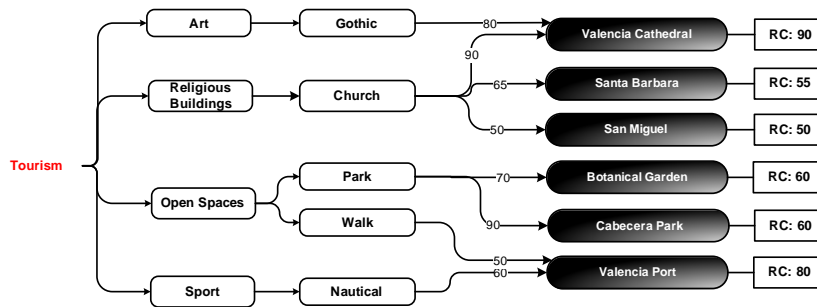 Art
Gothic
80
Valencia Cathedral
RC: 90
90
Religious
Buildings
Church
65
Santa Barbara
RC: 55
50
San Miguel
RC: 50
Tourism
Park
70
Botanical Garden
RC: 60
Open Spaces
Walk
90
Cabecera Park
RC: 60
50
60
Valencia Port
RC: 80
Sport
Nautical